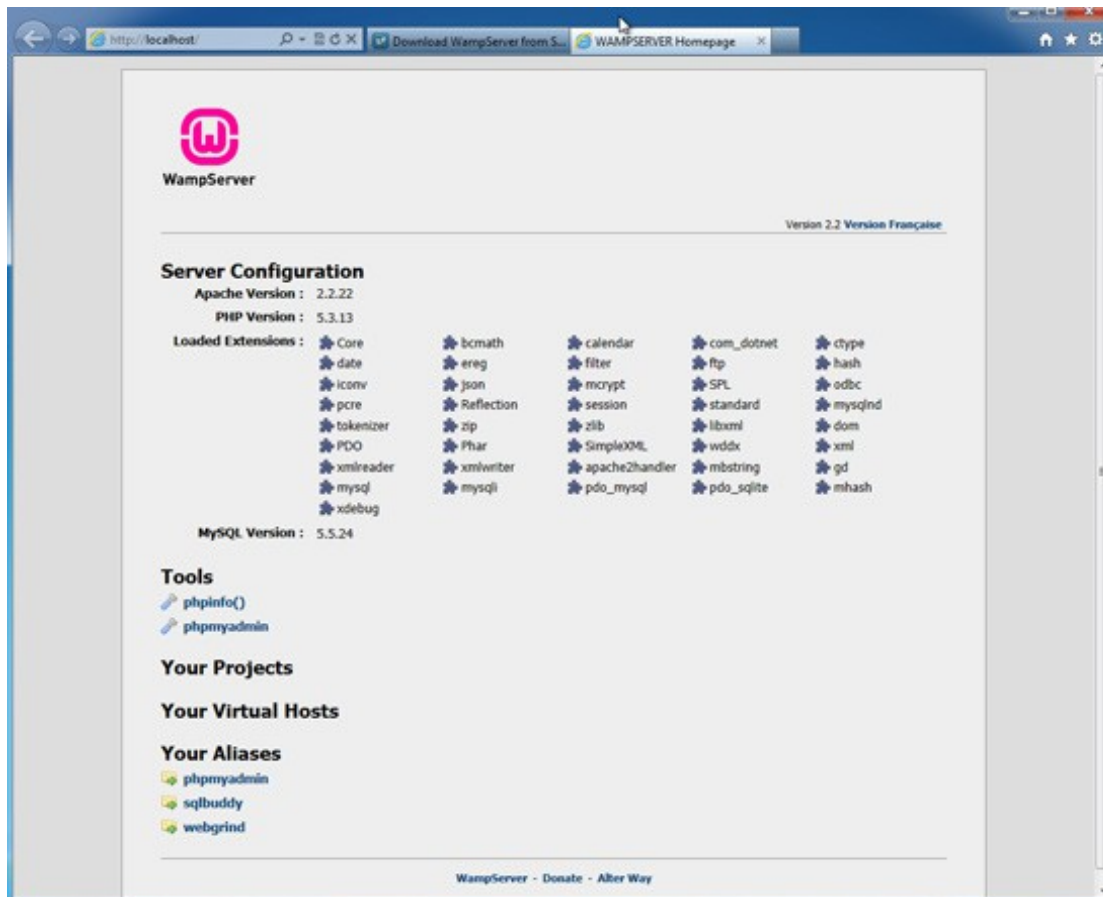 http://localhost/
Download WampServer from S...
WAMPSERVER Homepage
WampServer
Version 2.2 Version Française
Server Configuration
Apache Version : 2.2.22
PHP Version : 5.3.13
Loaded Extensions : Core bcmath calendar com_dotnet ctype
date ereg filter ftp hash
iconv json mcrypt SPL odbc
pcre Reflection session standard mysqlnd
tokenizer zip zlib libxml dom
PDO Phar SimpleXML wddx xml
xmlreader xmlwriter apache2handler mbstring gd
mysql mysqli pdo_mysql pdo_sqlite mhash
xdebug
MySQL Version : 5.5.24
Tools
phpinfo()
phpmyadmin
Your Projects
Your Virtual Hosts
Your Aliases
phpmyadmin
sqlbuddy
webgrind
WampServer - Donate - Alter Way